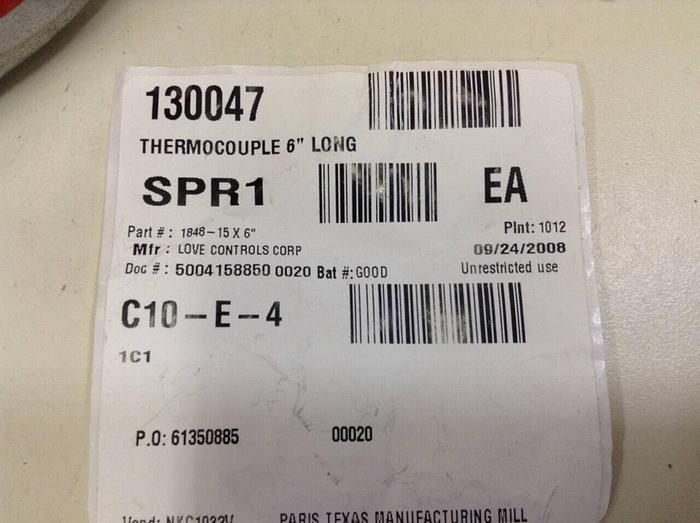 130047
THERMOCOUPLE 6" LONG
SPR1 EA
Part #: 1848-15 X 6" Plnt: 1012
Mfr : LOVE CONTROLS CORP 09/24/2008
Doc #: 5004158850 0020 Bat #:GOOD Unrestricted use
C10-E-4
1C1
P.O: 61350885 00020
PARIS TEXAS MANUFACTURING MILL